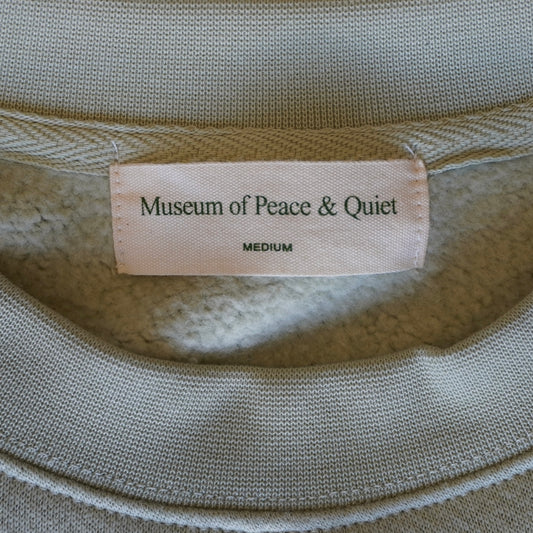 Museum of Peace & Quiet
MEDIUM